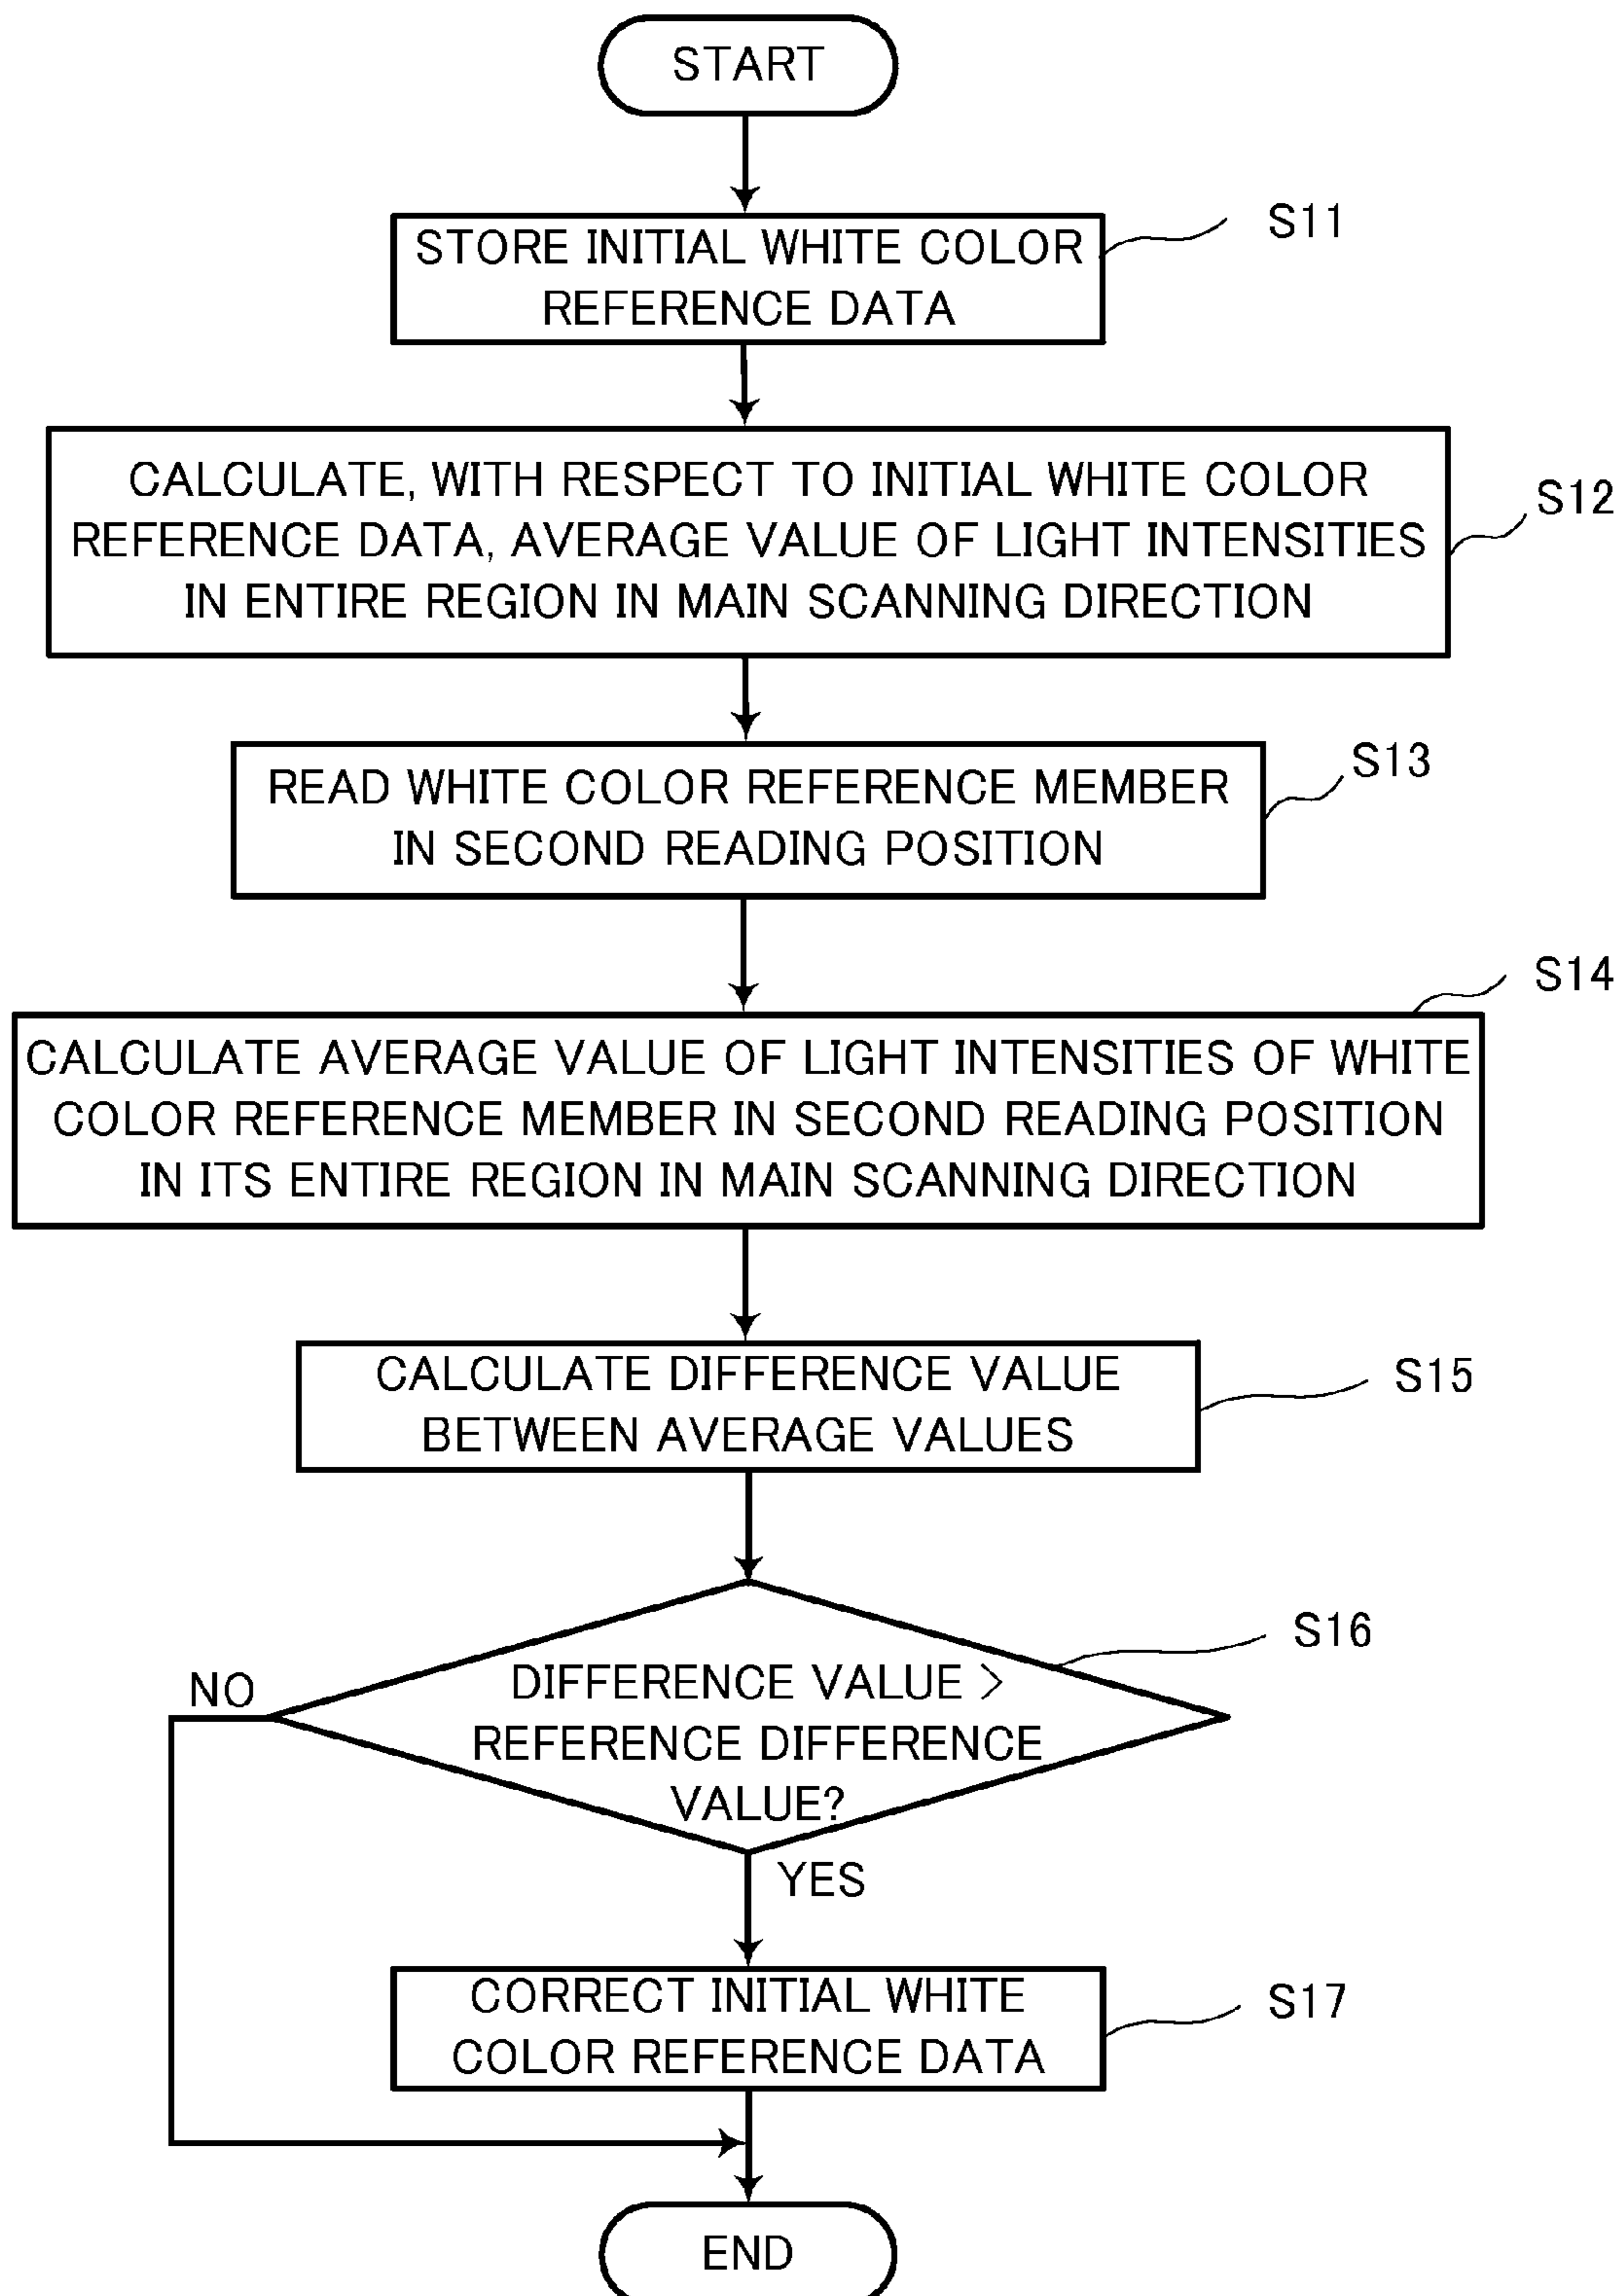 START
S11
STORE INITIAL WHITE COLOR
REFERENCE DATA
S12
CALCULATE, WITH RESPECT TO INITIAL WHITE COLOR
REFERENCE DATA, AVERAGE VALUE OF LIGHT INTENSITIES
IN ENTIRE REGION IN MAIN SCANNING DIRECTION
S13
READ WHITE COLOR REFERENCE MEMBER
IN SECOND READING POSITION
S14
CALCULATE AVERAGE VALUE OF LIGHT INTENSITIES OF WHITE
COLOR REFERENCE MEMBER IN SECOND READING POSITION
IN ITS ENTIRE REGION IN MAIN SCANNING DIRECTION
S15
CALCULATE DIFFERENCE VALUE
BETWEEN AVERAGE VALUES
S16
NO
DIFFERENCE VALUE >
REFERENCE DIFFERENCE
VALUE?
YES
S17
CORRECT INITIAL WHITE
COLOR REFERENCE DATA
END